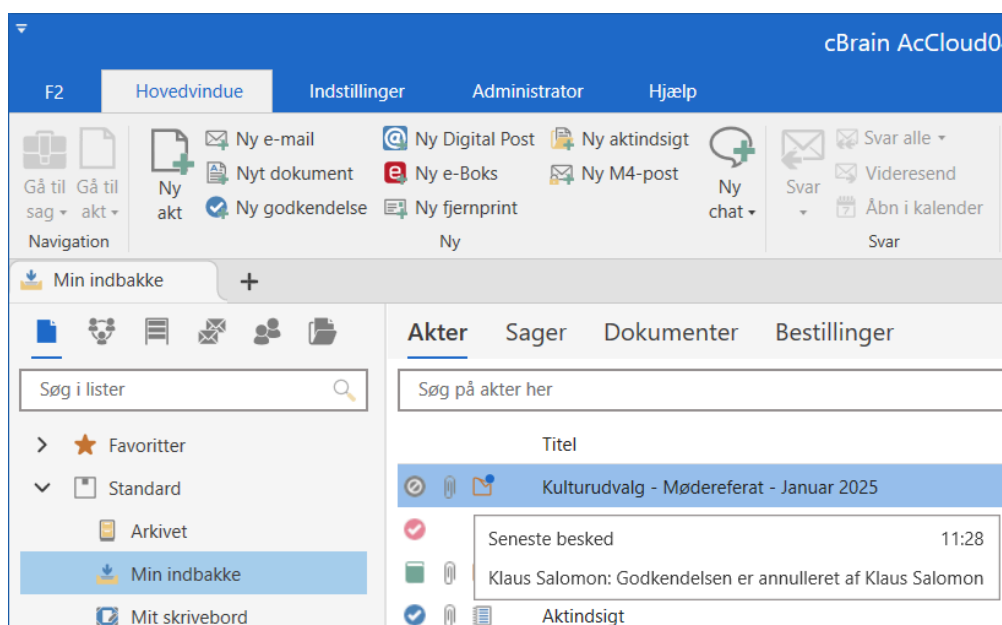 cBrain AcCloud0
F2 Hovedvindue Indstillinger Administrator Hjælp
Gå til sag
Gå til akt
Navigation
Ny akt
Ny e-mail
Nyt dokument
Ny godkendelse
Ny Digital Post
Ny e-Boks
Ny fjernprint
Ny aktindsigt
Ny M4-post
Ny chat
Ny
Svar
Svar alle
Videresend
Åbn i kalender
Svar
Min indbakke
Søg i lister
Favoritter
Standard
Arkivet
Min indbakke
Mit skrivebord
Akter Sager Dokumenter Bestillinger
Søg på akter her
Titel
Kulturudvalg - Mødereferat - Januar 2025
Seneste besked 11:28
Klaus Salomon: Godkendelsen er annulleret af Klaus Salomon
Aktindsigt